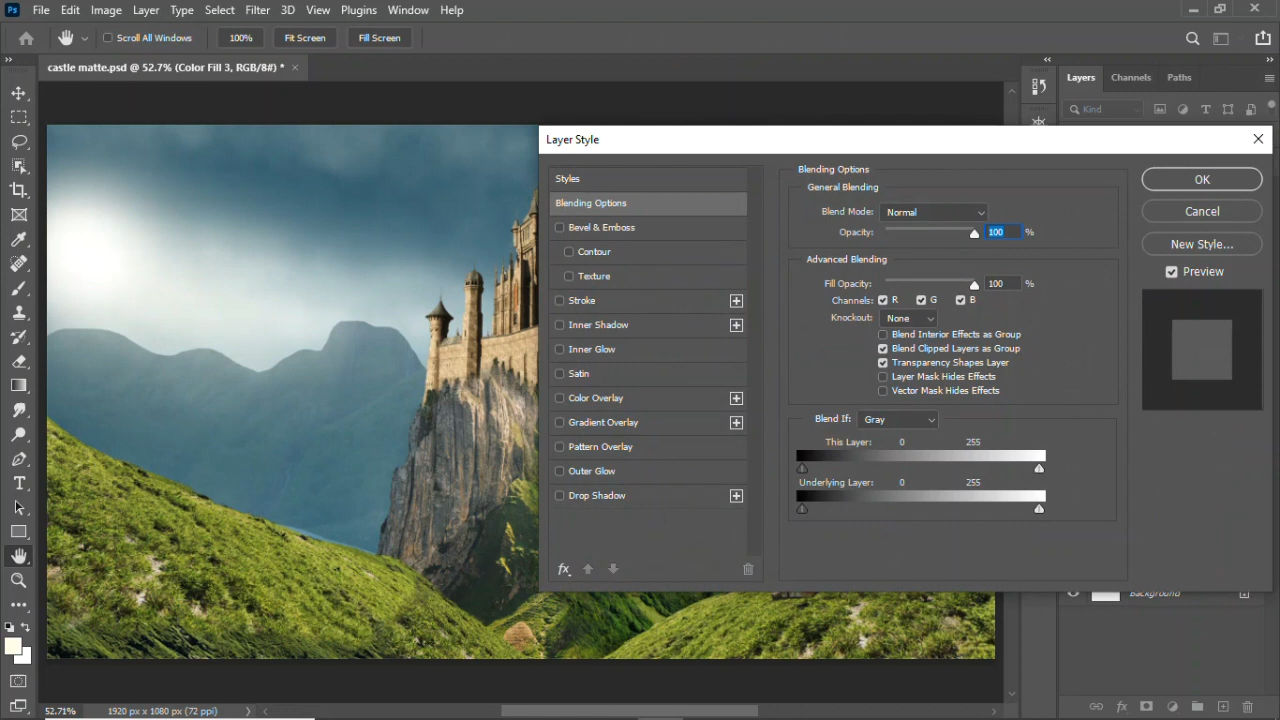 Ps File Edit Image Layer Type Select Filter 3D View Plugins Window Help
Scroll All Windows 100% Fit Screen Fill Screen
castle matte.psd @ 52.7% (Color Fill 3, RGB/8#) *
Layers Channels Paths
Kind
Layer Style
Styles
Blending Options
Bevel & Emboss
Contour
Texture
Stroke
Inner Shadow
Inner Glow
Satin
Color Overlay
Gradient Overlay
Pattern Overlay
Outer Glow
Drop Shadow
fx
Blending Options
General Blending
Blend Mode: Normal
Opacity: 100 %
Advanced Blending
Fill Opacity: 100 %
Channels: R G B
Knockout: None
Blend Interior Effects as Group
Blend Clipped Layers as Group
Transparency Shapes Layer
Layer Mask Hides Effects
Vector Mask Hides Effects
Blend If: Gray
This Layer: 0 255
Underlying Layer: 0 255
OK
Cancel
New Style...
Preview
Background
fx
52.71% 1920 px x 1080 px (72 ppi)